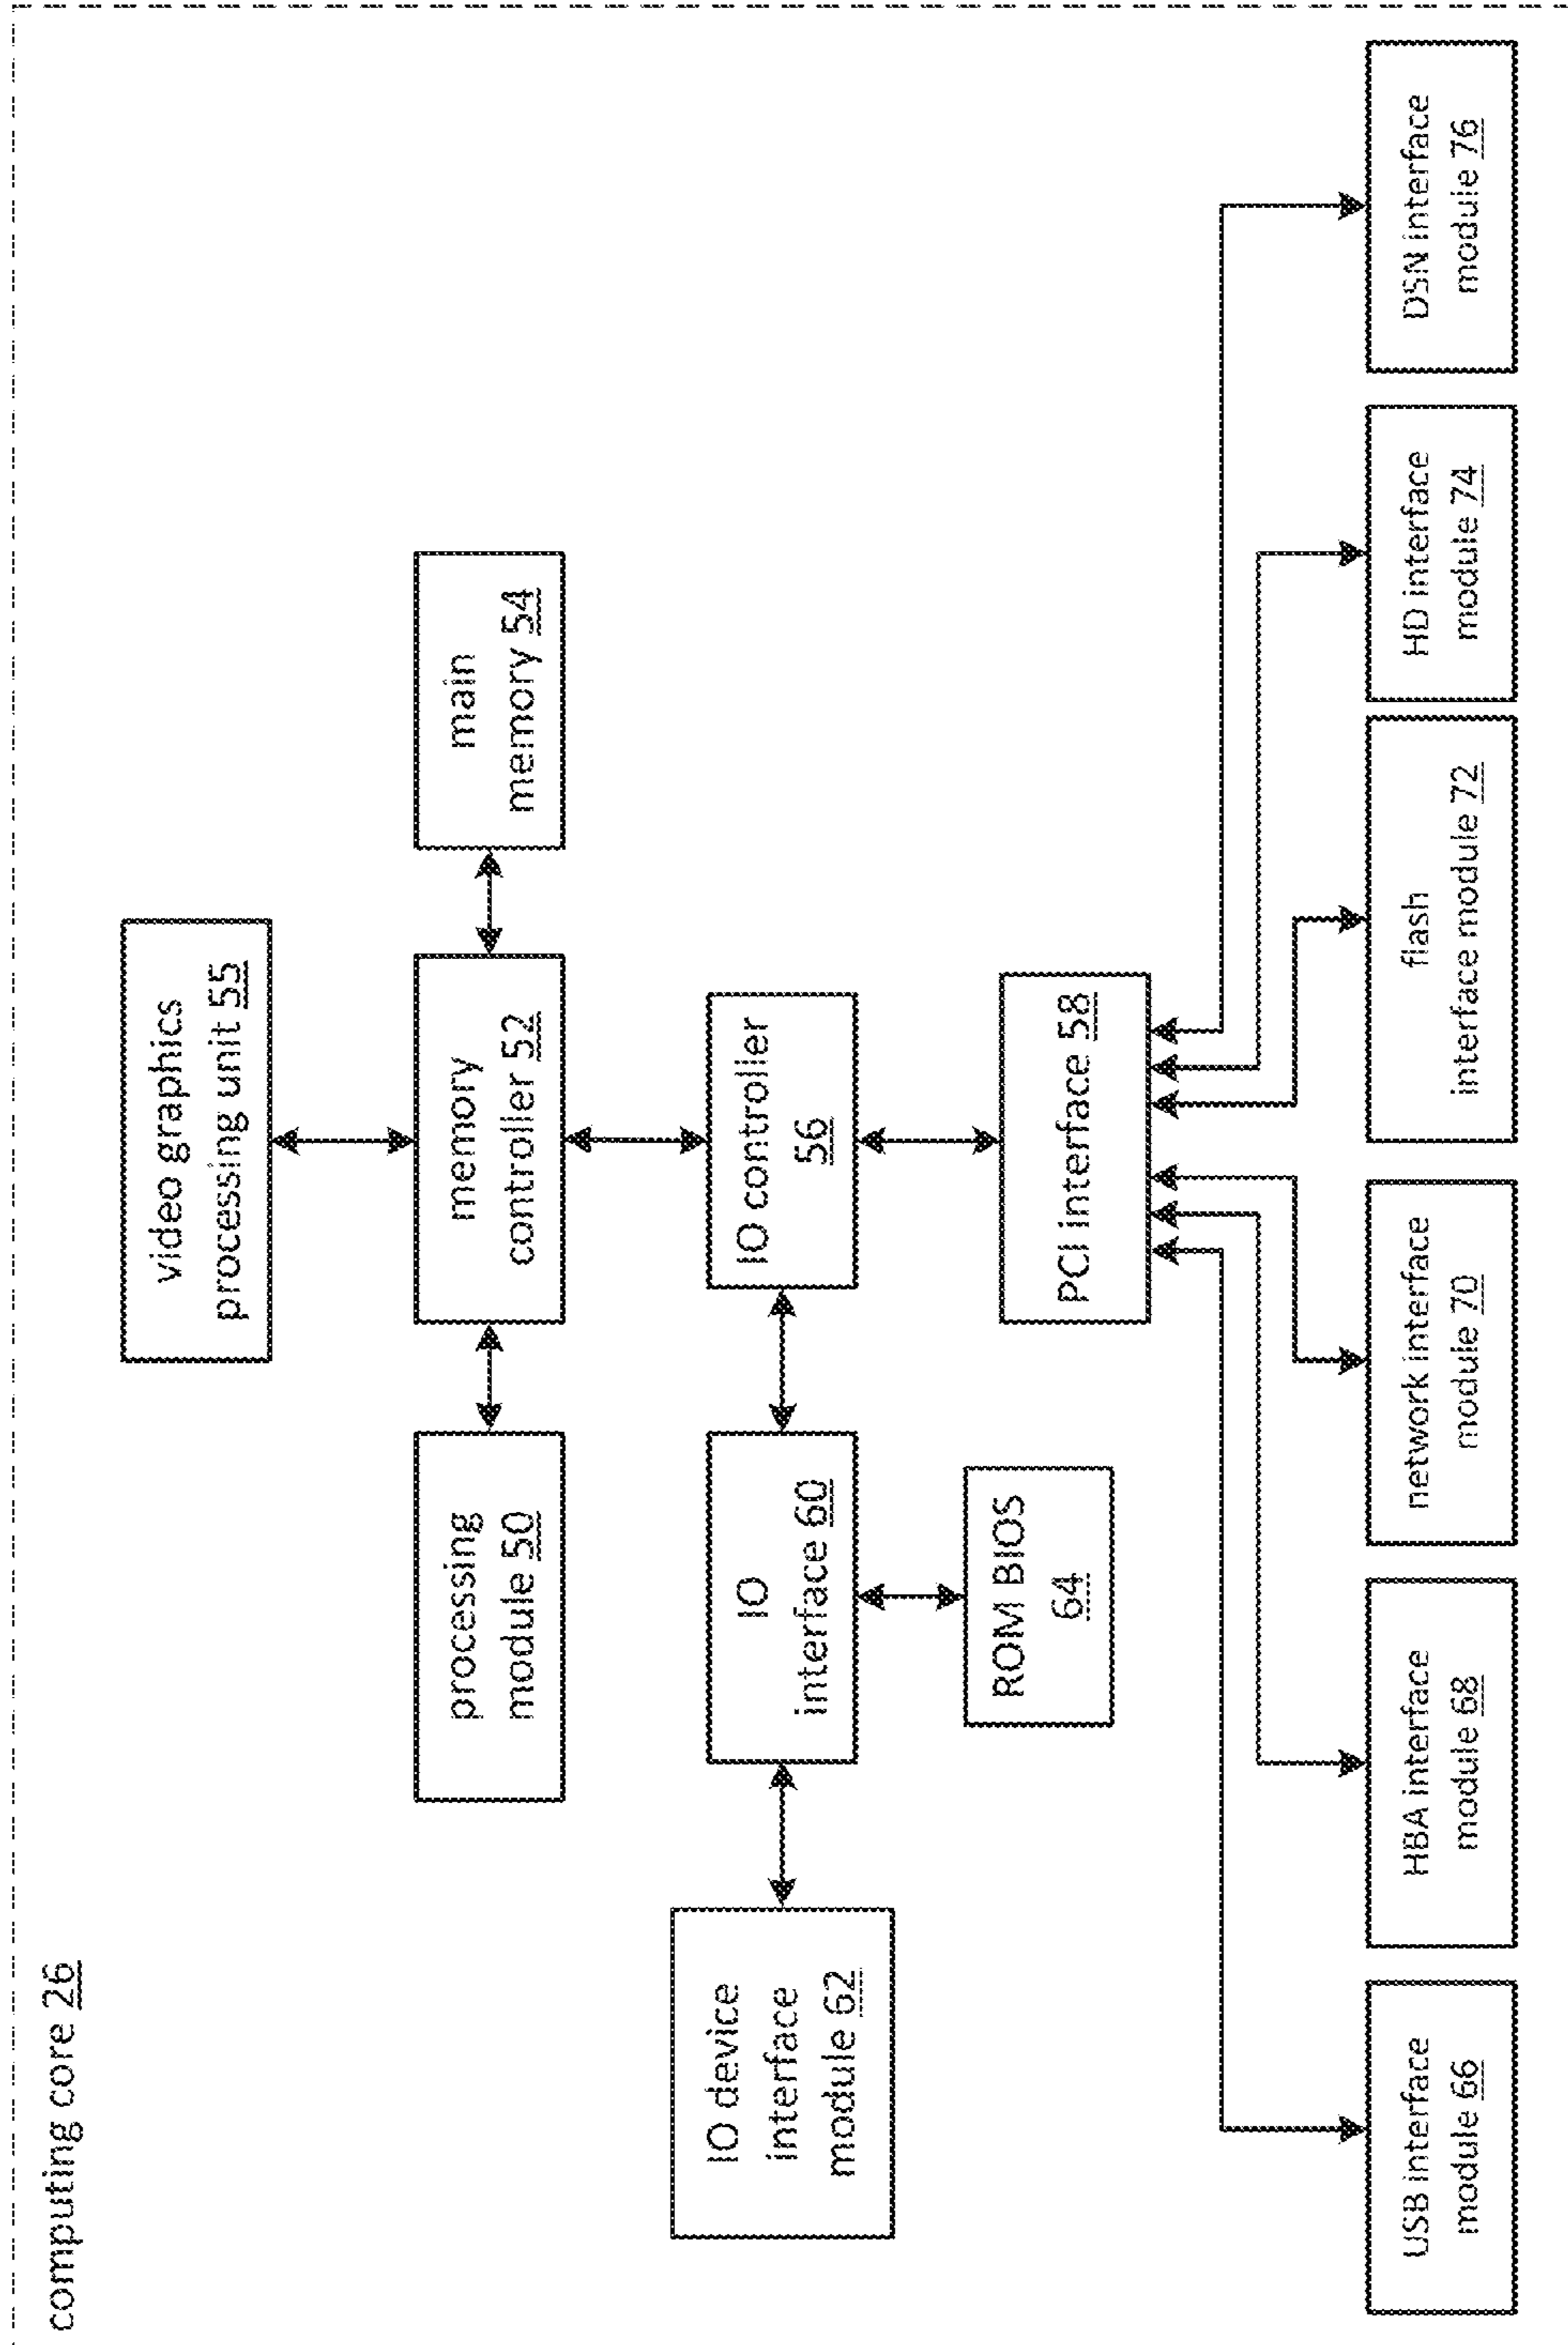 computing core 26
video graphics
processing unit 55
processing
module 50
memory
controller 52
main
memory 54
IO device
interface
module 62
IO
interface 60
IO controller
56
ROM BIOS
64
PCI interface 58
USB interface
module 66
HBA interface
module 68
network interface
module 70
flash
interface module 72
HD interface
module 74
DSN interface
module 76